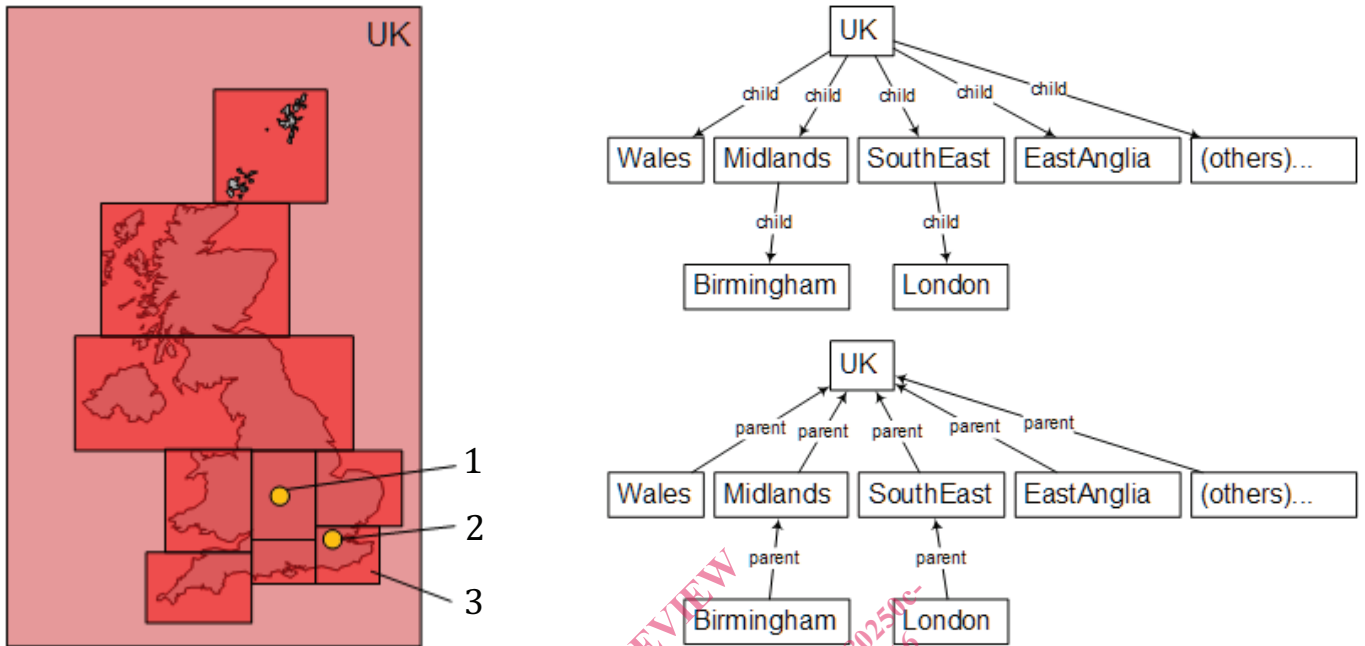 UK
1
2
3
UK
child child child child child
Wales Midlands SouthEast EastAnglia (others)...
child child
Birmingham London
UK
parent parent parent parent parent
Wales Midlands SouthEast EastAnglia (others)...
parent parent
Birmingham London